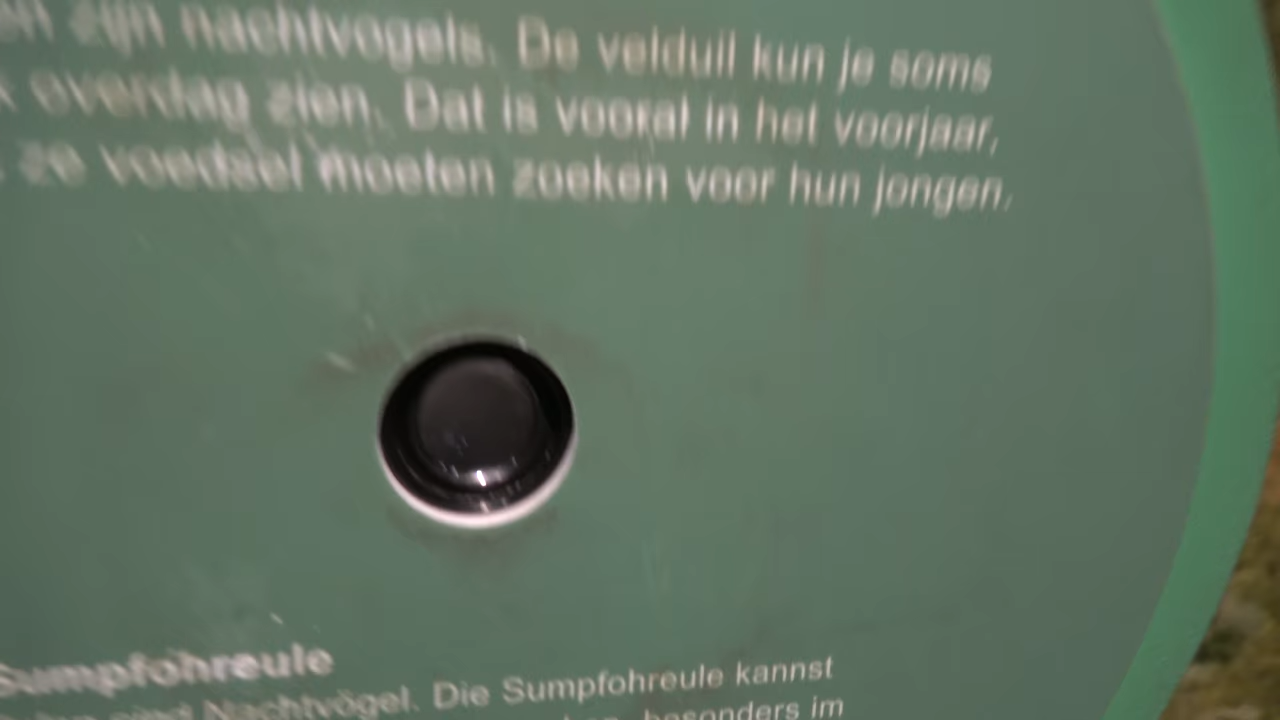 zijn nachtvogels. De velduil kun je soms
overdag zien. Dat is vooral in het voorjaar,
ze voedsel moeten zoeken voor hun jongen.
Sumpfohreule
sind Nachtvögel. Die Sumpfohreule kannst
besonders im